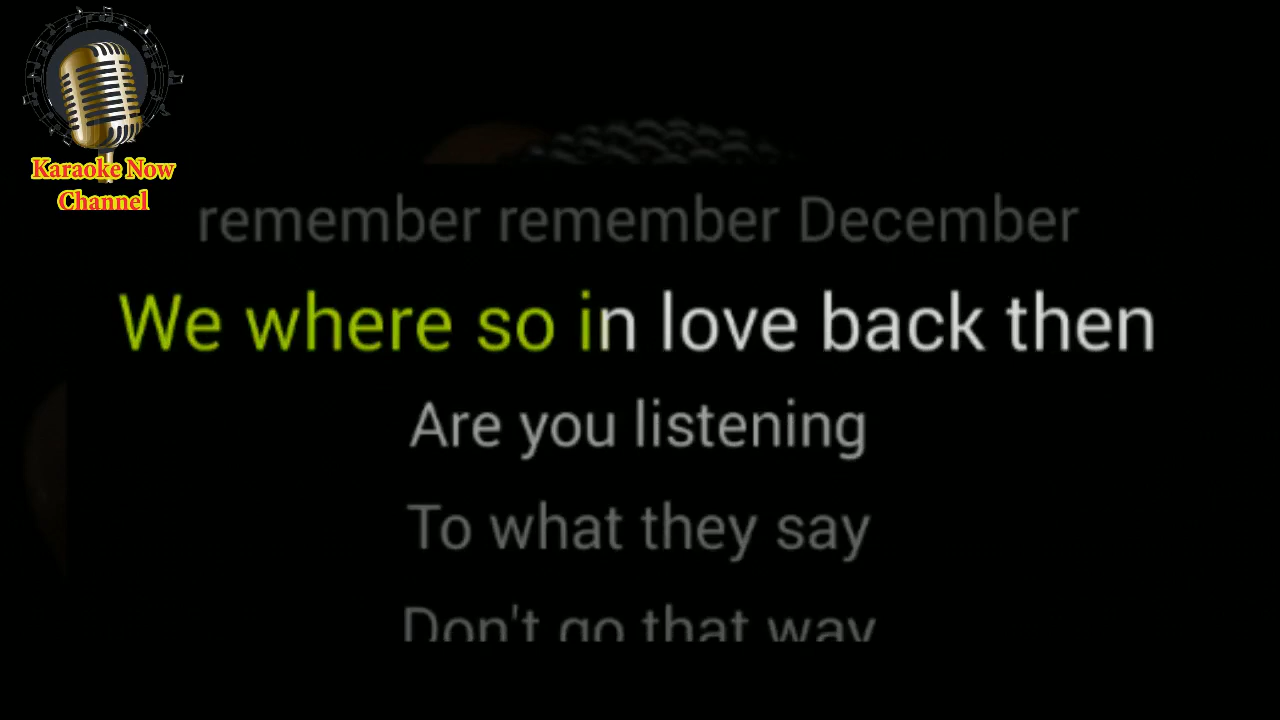 Karaoke Now
Channel
remember remember December
We where so in love back then
Are you listening
To what they say
Don't go that way